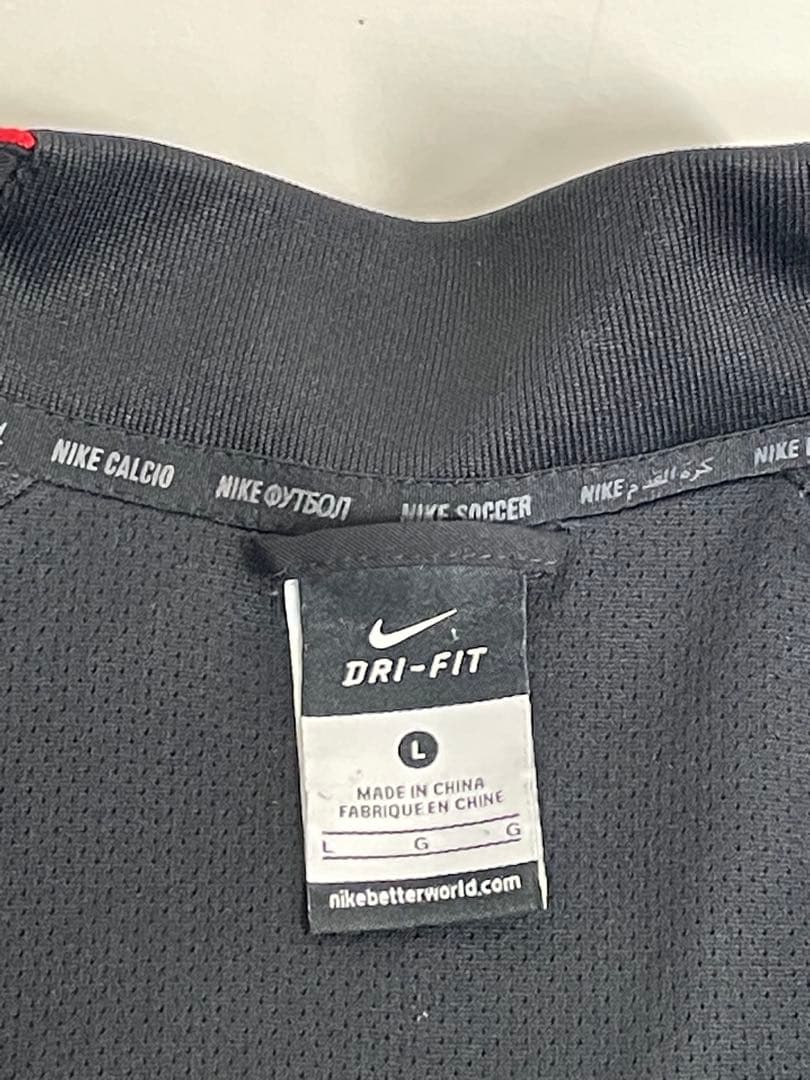 NIKE CALCIO NIKE ФУТБОЛ NIKE SOCCER NIKE كرة القدم NIKE
DRI-FIT
L
MADE IN CHINA
FABRIQUE EN CHINE
L G G
nikebetterworld.com